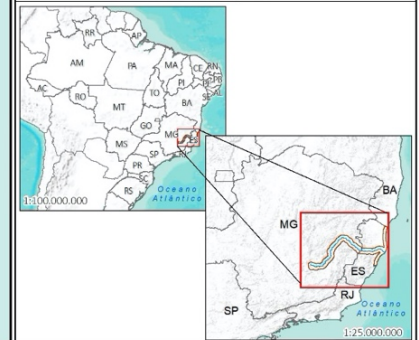 RR
AP
AM
PA
MA
CE
RN
PB
PI
AL
AC
RO
TO
SE
MT
BA
GO
MG
ES
MS
SP
PR
SC
RS
Oceano
Atlântico
1:100.000.000
BA
MG
ES
RJ
SP
Oceano
Atlântico
1:25.000.000